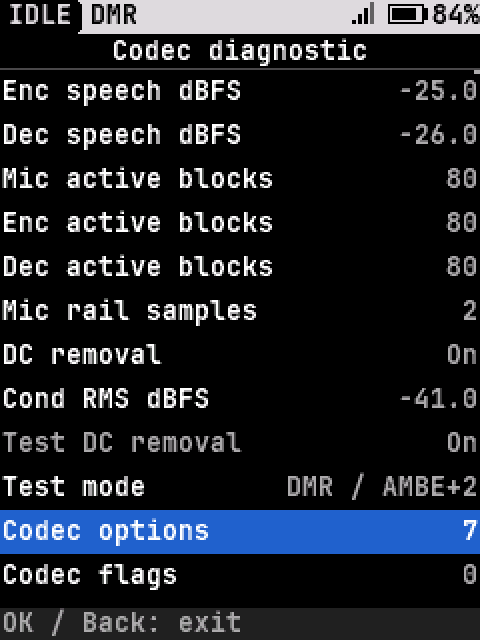 IDLE DMR 84%
Codec diagnostic
Enc speech dBFS -25.0
Dec speech dBFS -26.0
Mic active blocks 80
Enc active blocks 80
Dec active blocks 80
Mic rail samples 2
DC removal On
Cond RMS dBFS -41.0
Test DC removal On
Test mode DMR / AMBE+2
Codec options 7
Codec flags 0
OK / Back: exit